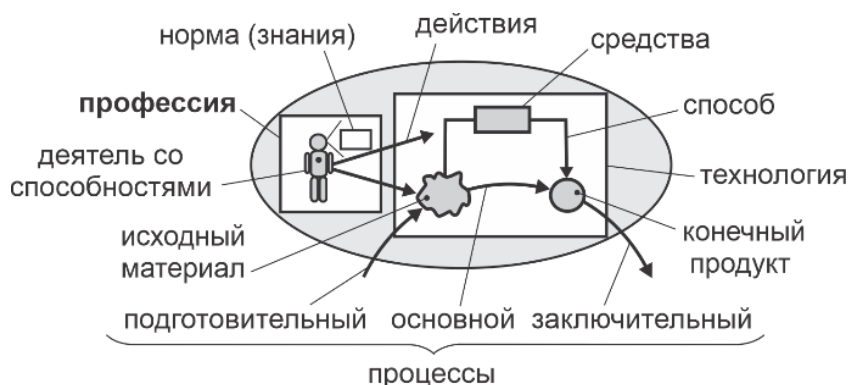 норма (знания)
действия
средства
профессия
способ
деятель со
способностями
технология
исходный
материал
конечный
продукт
подготовительный
основной
заключительный
процессы